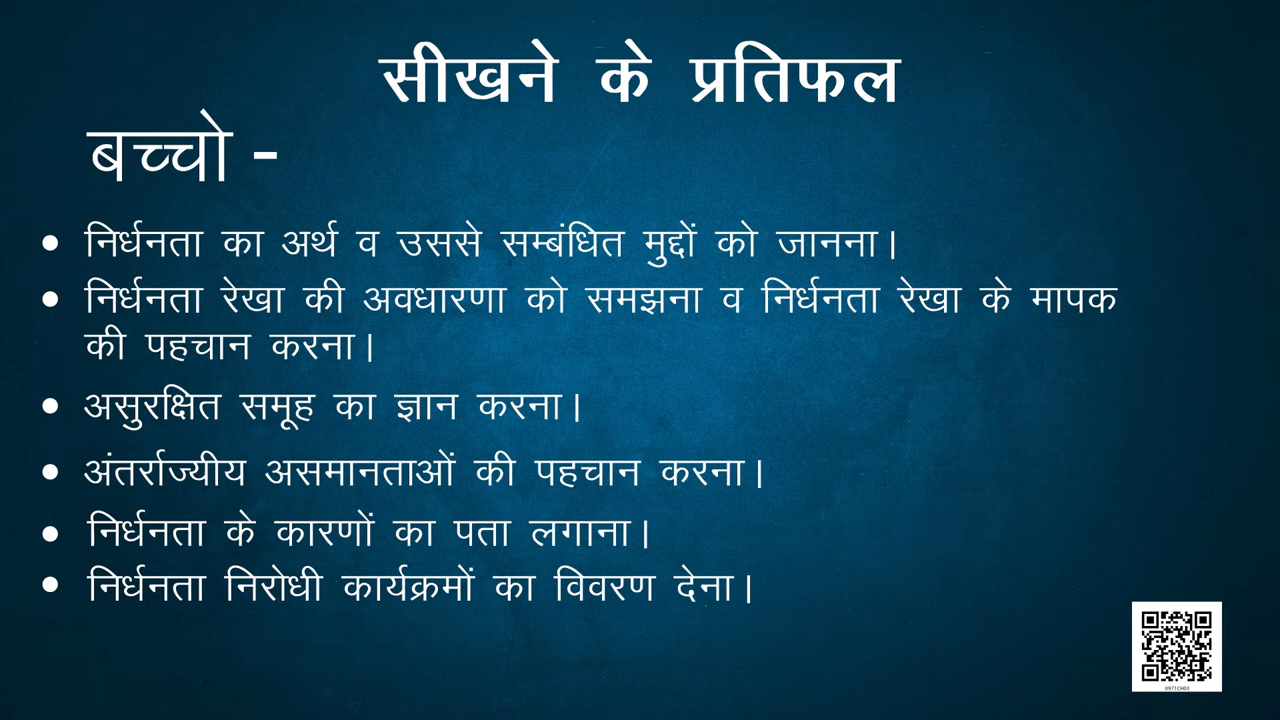 सीखने के प्रतिफल
बच्चो -
• निर्धनता का अर्थ व उससे सम्बंधित मुद्दों को जानना।
• निर्धनता रेखा की अवधारणा को समझना व निर्धनता रेखा के मापक
की पहचान करना।
• असुरक्षित समूह का ज्ञान करना।
• अंतर्राज्यीय असमानताओं की पहचान करना।
• निर्धनता के कारणों का पता लगाना।
• निर्धनता निरोधी कार्यक्रमों का विवरण देना।
0971CH03